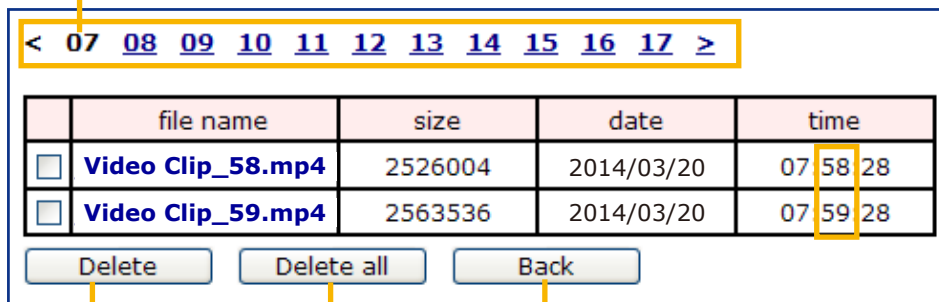 < 07 08 09 10 11 12 13 14 15 16 17 >
file name size date time
Video Clip_58.mp4 2526004 2014/03/20 07:58:28
Video Clip_59.mp4 2563536 2014/03/20 07:59:28
Delete Delete all Back